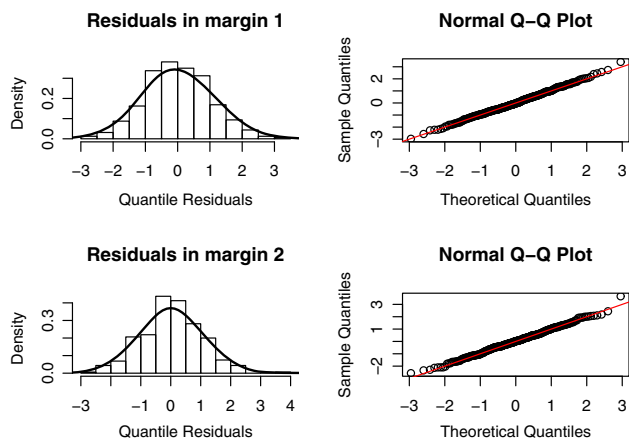 Residuals in margin 1
Density
0.0 0.2
−3 −2 −1 0 1 2 3
Quantile Residuals
Normal Q−Q Plot
Sample Quantiles
−3 0 2
−3 −2 −1 0 1 2 3
Theoretical Quantiles
Residuals in margin 2
Density
0.0 0.3
−3 −2 −1 0 1 2 3 4
Quantile Residuals
Normal Q−Q Plot
Sample Quantiles
−2 1 3
−3 −2 −1 0 1 2 3
Theoretical Quantiles